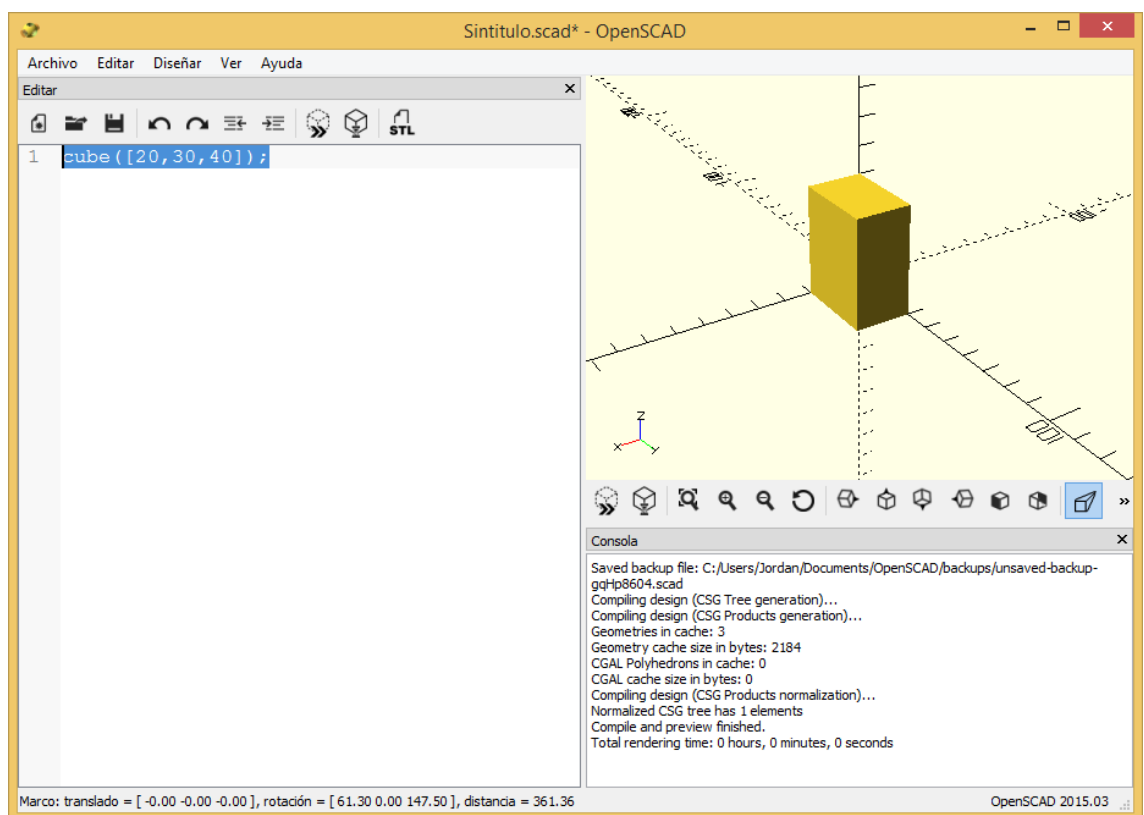 Sintitulo.scad* - OpenSCAD
Archivo Editar Diseñar Ver Ayuda
Editar
STL
1 cube([20,30,40]);
Z
X
Y
Consola
Saved backup file: C:/Users/Jordan/Documents/OpenSCAD/backups/unsaved-backup-
gqHp8604.scad
Compiling design (CSG Tree generation)...
Compiling design (CSG Products generation)...
Geometries in cache: 3
Geometry cache size in bytes: 2184
CGAL Polyhedrons in cache: 0
CGAL cache size in bytes: 0
Compiling design (CSG Products normalization)...
Normalized CSG tree has 1 elements
Compile and preview finished.
Total rendering time: 0 hours, 0 minutes, 0 seconds
Marco: translado = [ -0.00 -0.00 -0.00 ], rotación = [ 61.30 0.00 147.50 ], distancia = 361.36
OpenSCAD 2015.03